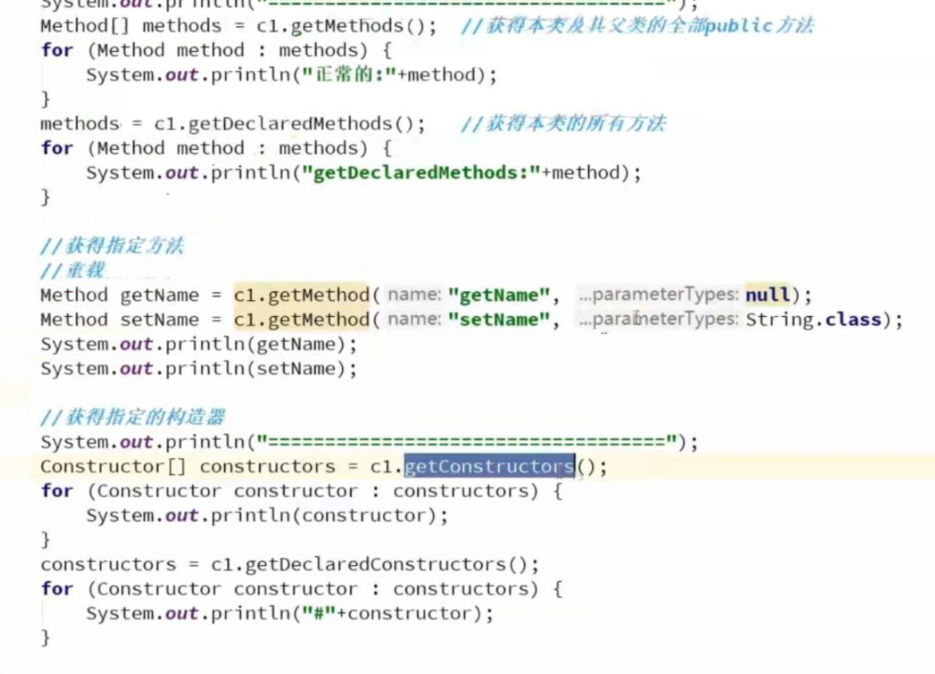 System.out.println("===================================");
Method[] methods = c1.getMethods();  //获得本类及其父类的全部public方法
for (Method method : methods) {
    System.out.println("正常的:"+method);
}
methods = c1.getDeclaredMethods();   //获得本类的所有方法
for (Method method : methods) {
    System.out.println("getDeclaredMethods:"+method);
}
//获得指定方法
//重载
Method getName = c1.getMethod( name: "getName", ...parameterTypes: null);
Method setName = c1.getMethod( name: "setName", ...parameterTypes: String.class);
System.out.println(getName);
System.out.println(setName);
//获得指定的构造器
System.out.println("===================================");
Constructor[] constructors = c1.getConstructors();
for (Constructor constructor : constructors) {
    System.out.println(constructor);
}
constructors = c1.getDeclaredConstructors();
for (Constructor constructor : constructors) {
    System.out.println("#"+constructor);
}